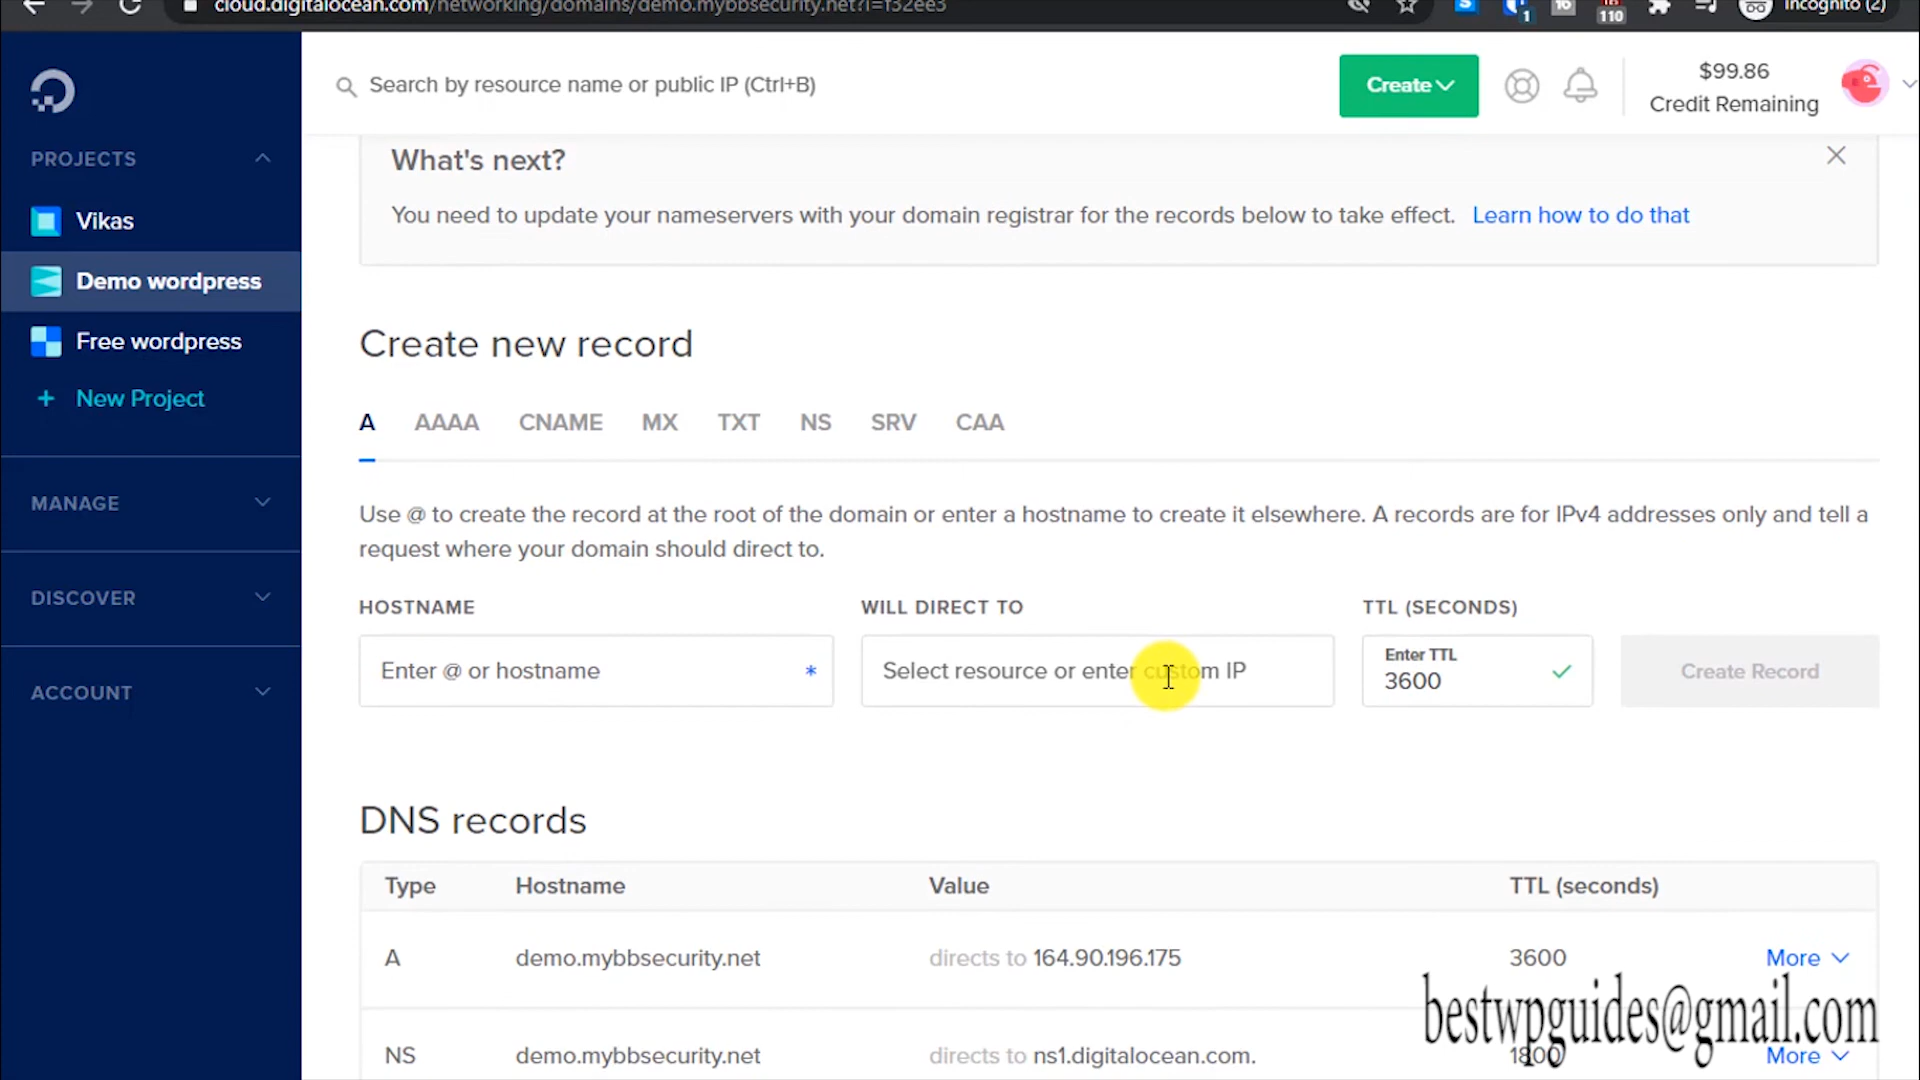 cloud.digitalocean.com/networking/domains/demo.mybbsecurity.net?i=f32ee3
1
16
110
Incognito (2)
Search by resource name or public IP (Ctrl+B)
Create
$99.86
Credit Remaining
PROJECTS
Vikas
Demo wordpress
Free wordpress
+ New Project
MANAGE
DISCOVER
ACCOUNT
What's next?
You need to update your nameservers with your domain registrar for the records below to take effect. Learn how to do that
Create new record
A AAAA CNAME MX TXT NS SRV CAA
Use @ to create the record at the root of the domain or enter a hostname to create it elsewhere. A records are for IPv4 addresses only and tell a
request where your domain should direct to.
HOSTNAME WILL DIRECT TO TTL (SECONDS)
Enter @ or hostname * Select resource or enter custom IP Enter TTL
3600
Create Record
DNS records
Type Hostname Value TTL (seconds)
A demo.mybbsecurity.net directs to 164.90.196.175 3600 More
bestwpguides@gmail.com
NS demo.mybbsecurity.net directs to ns1.digitalocean.com. 1800 More